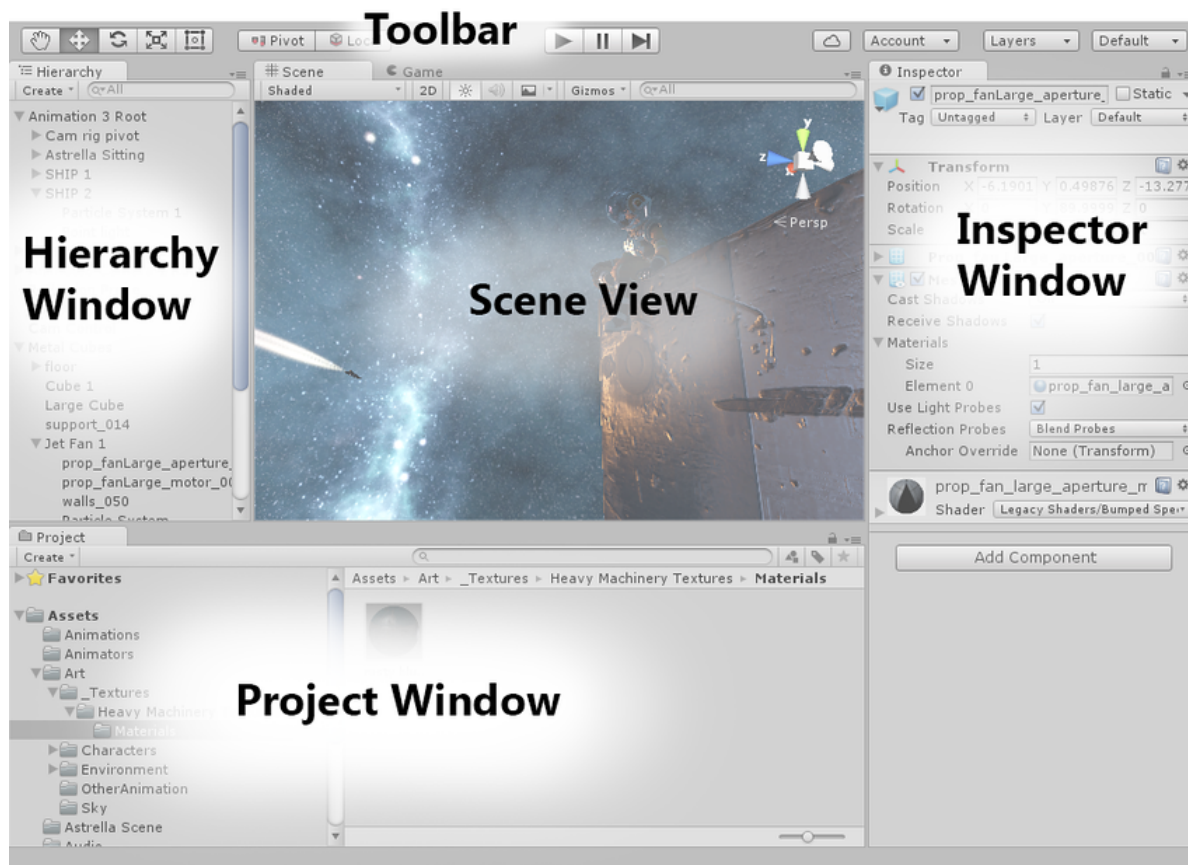 Toolbar
Pivot
Account
Layers
Default
Hierarchy
Create
All
Animation 3 Root
Cam rig pivot
Astrella Sitting
SHIP 1
SHIP 2
Particle System 1
Hierarchy
Window
Metal
floor
Cube 1
Large Cube
support_014
Jet Fan 1
prop_fanLarge_aperture_
prop_fanLarge_motor_00
walls_050
Particle System
Scene
Game
Shaded
2D
Gizmos
All
y
z
x
Persp
Scene View
Inspector
prop_fanLarge_aperture_
Static
Tag
Untagged
Layer
Default
Transform
Position X -6.1901 Y 0.49876 Z -13.277
Rotation Z 0
Scale
Inspector
Window
Cast
Receive Shadows
Materials
Size 1
Element 0 prop_fan_large_a
Use Light Probes
Reflection Probes Blend Probes
Anchor Override None (Transform)
prop_fan_large_aperture_m
Shader Legacy Shaders/Bumped Spe
Add Component
Project
Create
Favorites
Assets
Animations
Animators
Art
_Textures
Heavy Machinery
Materials
Characters
Environment
OtherAnimation
Sky
Astrella Scene
Audio
Assets Art _Textures Heavy Machinery Textures Materials
Project Window